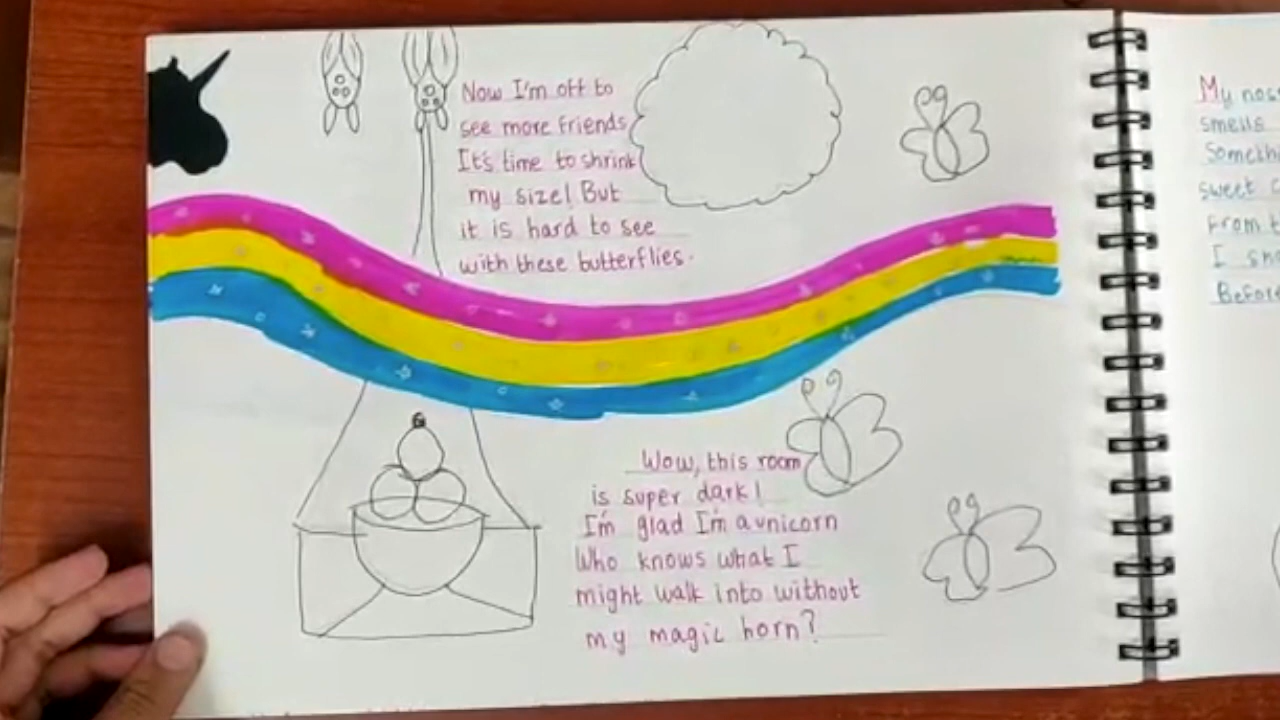 Now I'm off to
see more friends
It's time to shrink
my size! But
it is hard to see
with these butterflies.
Wow, this room
is super dark!
I'm glad I'm a unicorn
Who knows what I
might walk into without
my magic horn?
My
smells
Somethi
sweet
From
I
Before